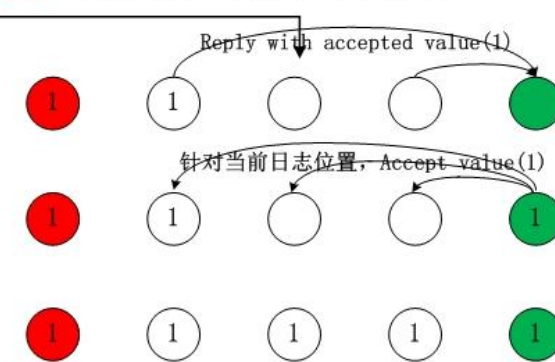 Reply with accepted value(1)
1 1
针对当前日志位置，Accept value(1)
1 1 1
1 1 1 1 1